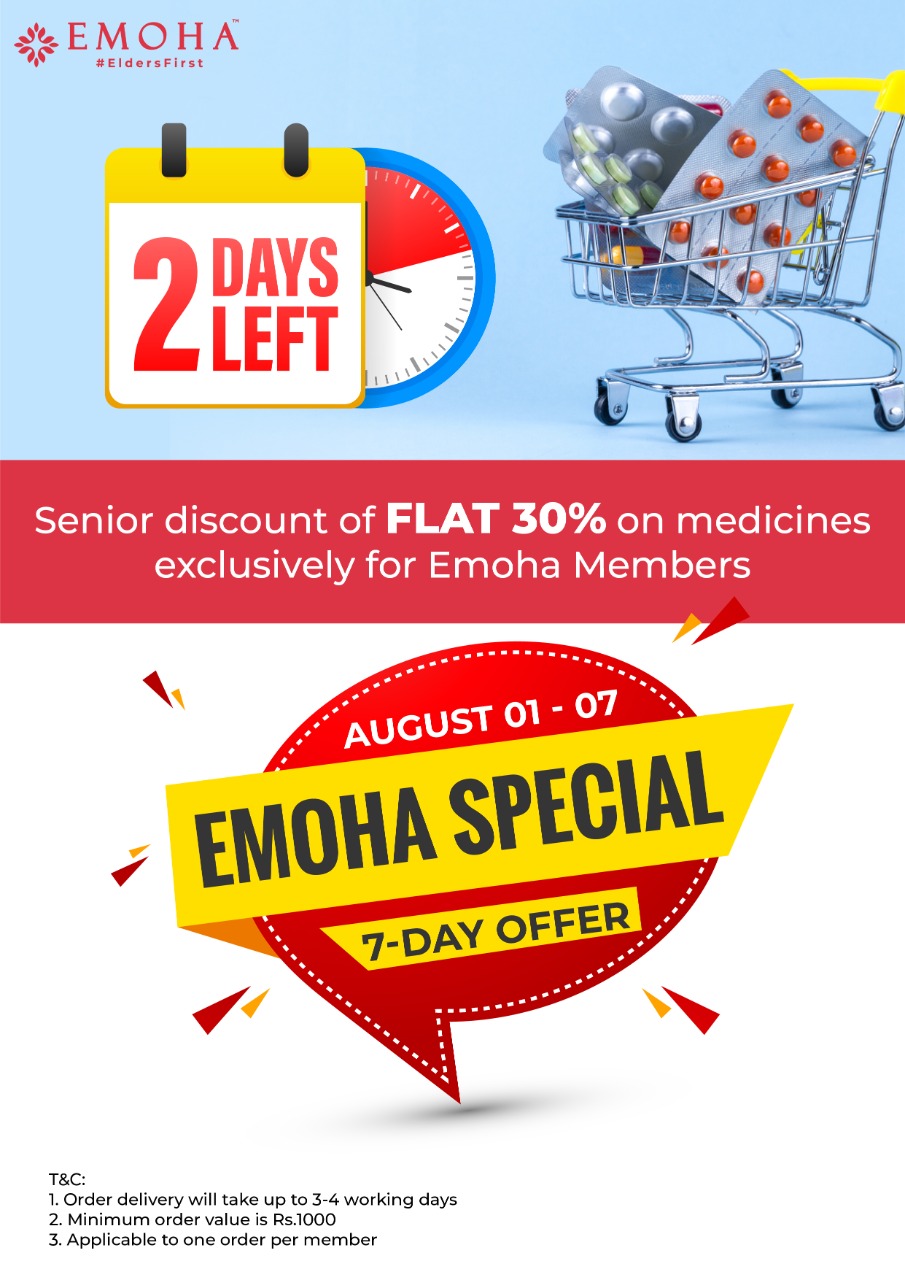 EMOHA™
#EldersFirst
2 DAYS
LEFT
Senior discount of FLAT 30% on medicines
exclusively for Emoha Members
AUGUST 01 - 07
EMOHA SPECIAL
7-DAY OFFER
T&C:
1. Order delivery will take up to 3-4 working days
2. Minimum order value is Rs.1000
3. Applicable to one order per member